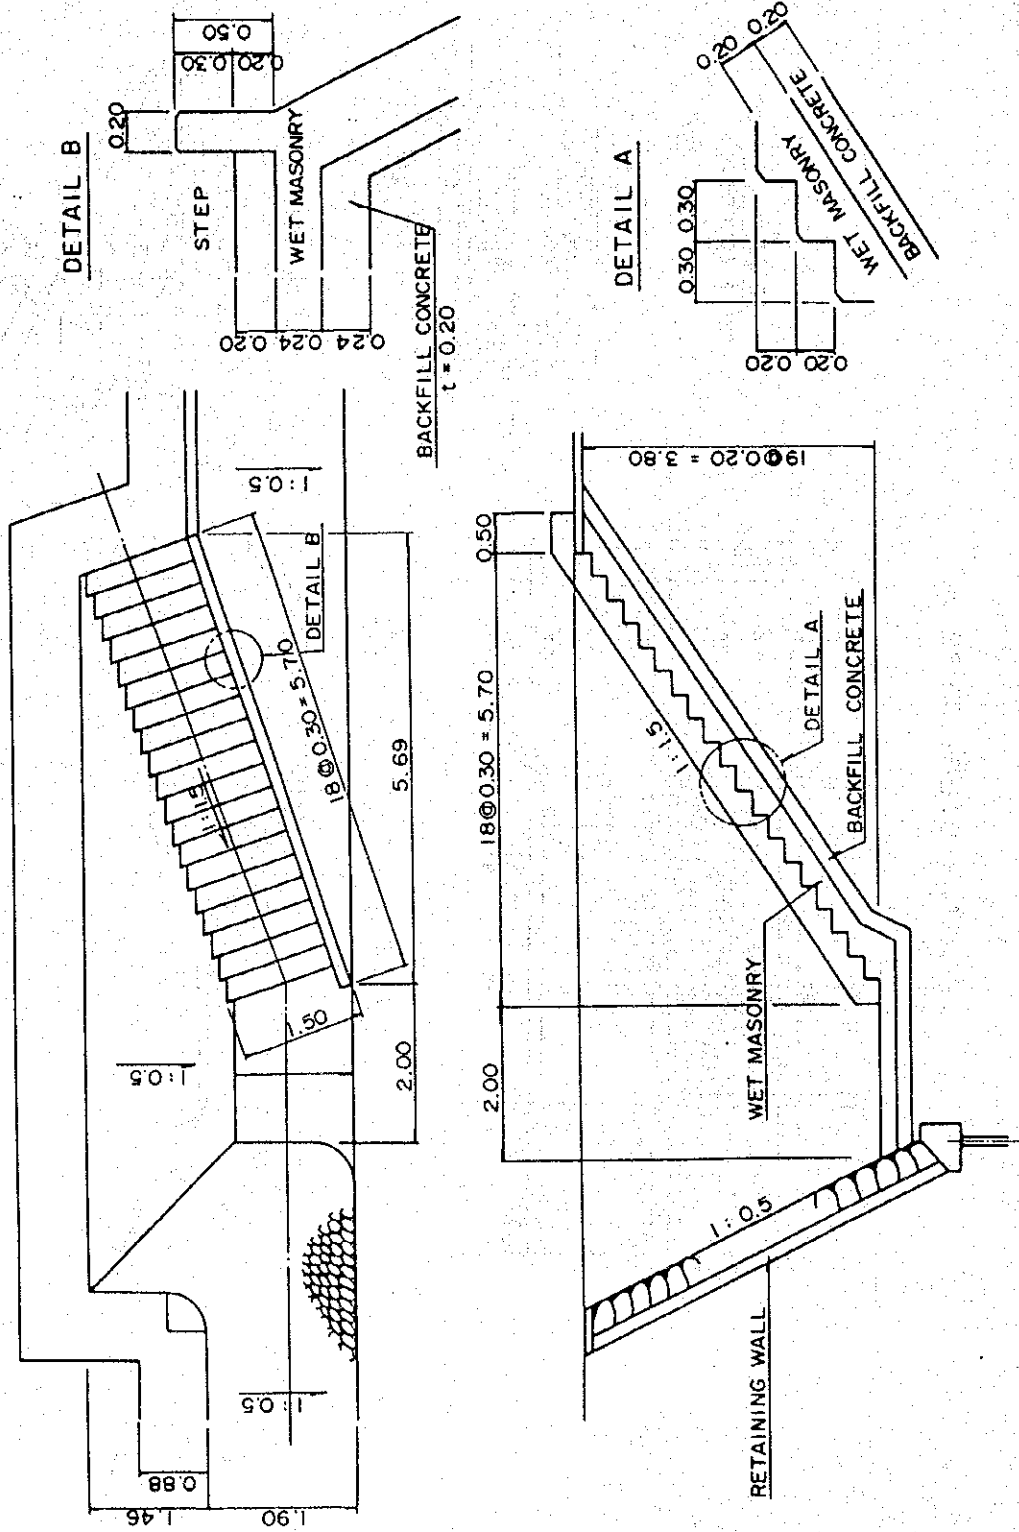 1.46
0.88
1.90
1:0.5
1:0.5
1:1.5
1.50
2.00
5.69
18@0.30=5.70
DETAIL B
1:0.5
DETAIL B
0.20
0.50
0.20 0.30
STEP
WET MASONRY
0.20 0.24 0.24
BACKFILL CONCRETE
t=0.20
RETAINING WALL
1:0.5
2.00
18@0.30=5.70
0.50
19@0.20 = 3.80
1:1.5
WET MASONRY
DETAIL A
BACKFILL CONCRETE
DETAIL A
0.30 0.30
0.20 0.20
0.20 0.20
WET MASONRY
BACKFILL CONCRETE